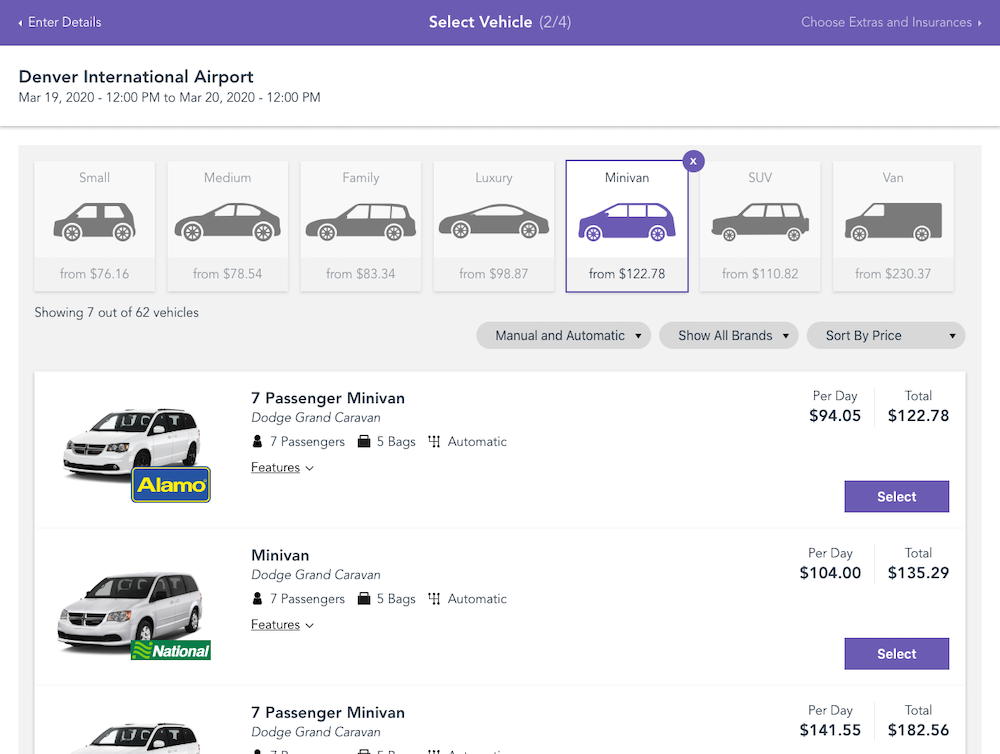 Enter Details
Select Vehicle (2/4)
Choose Extras and Insurances
Denver International Airport
Mar 19, 2020 - 12:00 PM to Mar 20, 2020 - 12:00 PM
x
Small
Medium
Family
Luxury
Minivan
SUV
Van
from $76.16
from $78.54
from $83.34
from $98.87
from $122.78
from $110.82
from $230.37
Showing 7 out of 62 vehicles
Manual and Automatic
Show All Brands
Sort By Price
7 Passenger Minivan
Dodge Grand Caravan
7 Passengers 5 Bags Automatic
Features
Alamo
Per Day
$94.05
Total
$122.78
Select
Minivan
Dodge Grand Caravan
7 Passengers 5 Bags Automatic
Features
National
Per Day
$104.00
Total
$135.29
Select
7 Passenger Minivan
Dodge Grand Caravan
Per Day
$141.55
Total
$182.56